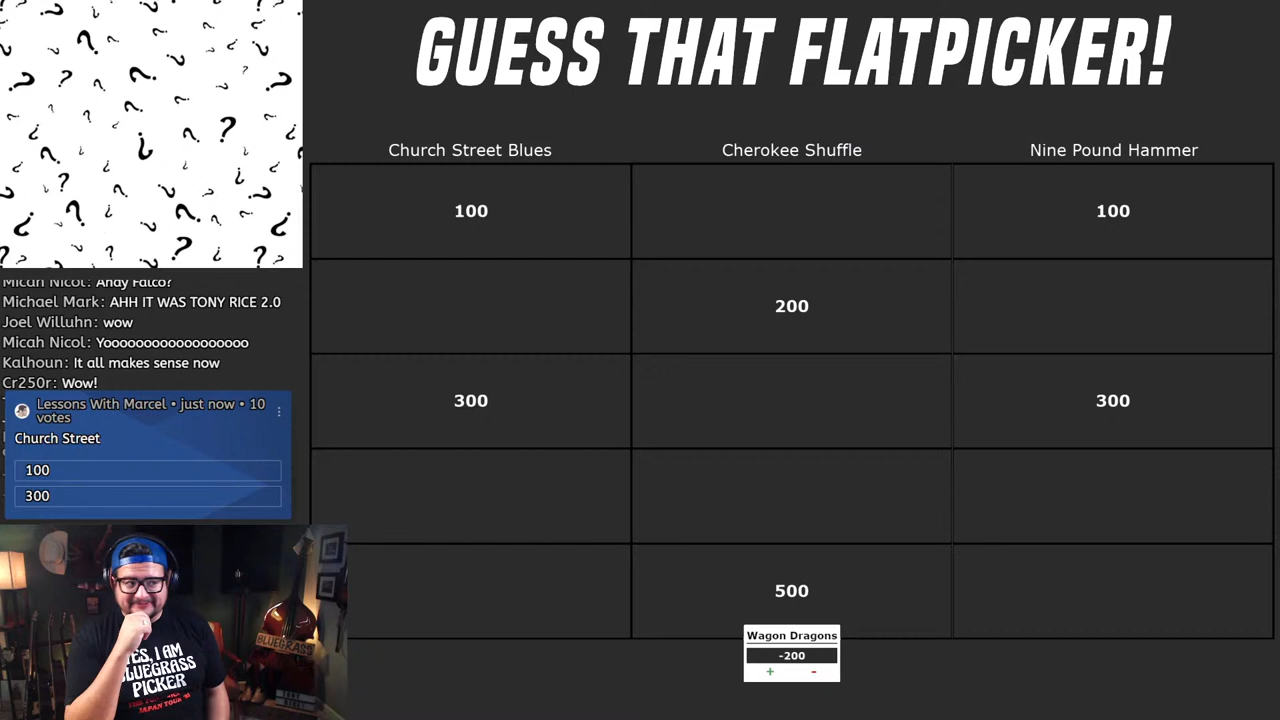 GUESS THAT FLATPICKER!
Church Street Blues
Cherokee Shuffle
Nine Pound Hammer
100
100
200
300
300
500
Wagon Dragons
-200
+ -
Micah Nicol: Andy Falco?
Michael Mark: AHH IT WAS TONY RICE 2.0
Joel Willuhn: wow
Micah Nicol: Yoooooooooooooooooo
Kalhoun: It all makes sense now
Cr250r: Wow!
Lessons With Marcel • just now • 10
votes
Church Street
100
300
YES, I AM
BLUEGRASS
PICKER
JAPAN TOUR
BLUEGRASS